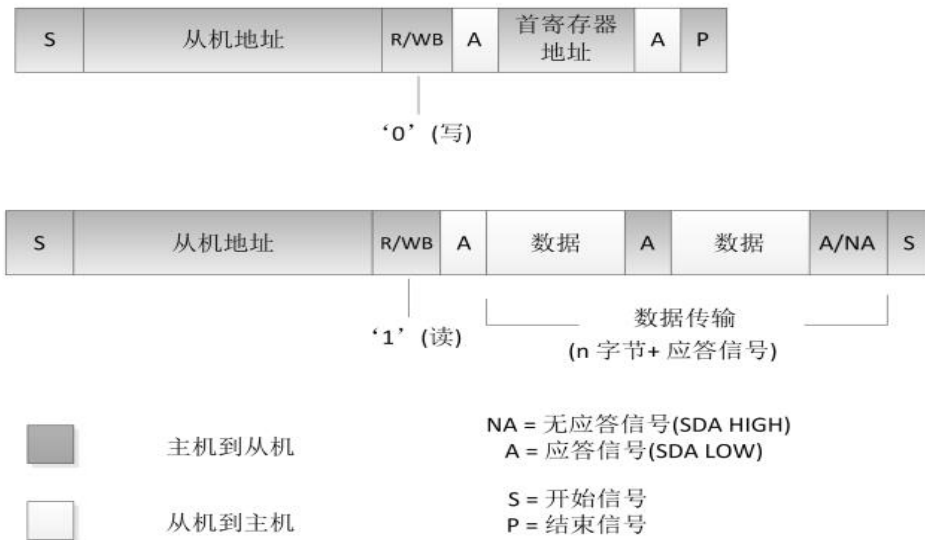 S 从机地址 R/WB A 首寄存器地址 A P
‘0’ (写)
S 从机地址 R/WB A 数据 A 数据 A/NA S
‘1’ (读)
数据传输
(n 字节+ 应答信号)
主机到从机
NA = 无应答信号(SDA HIGH)
A = 应答信号(SDA LOW)
从机到主机
S = 开始信号
P = 结束信号